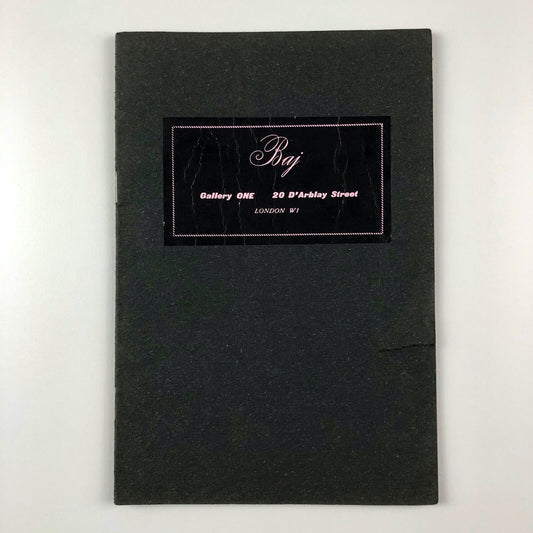 Baj
Gallery ONE 20 D'Arblay Street
LONDON W1